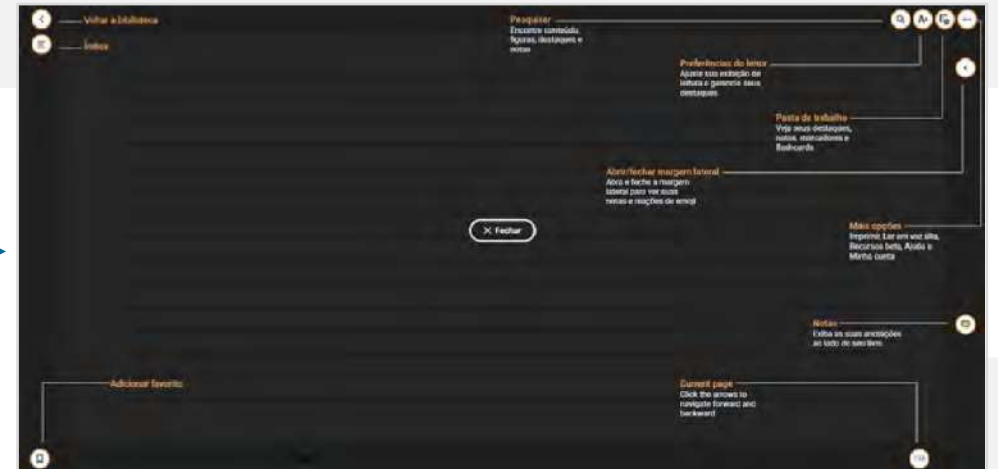 Voltar à biblioteca
Índice
Pesquisar
Encontre conteúdo,
figuras, destaques e
notas
Preferências do leitor
Ajuste sua exibição de
leitura e gerencie seus
destaques
Pasta de trabalho
Veja seus destaques,
notas, marcadores e
flashcards
Abrir/fechar margem lateral
Abra e feche a margem
lateral para ver suas
notas e reações de emoji
× Fechar
Mais opções
Imprimir, Ler em voz alta,
Recursos beta, Ajuda e
Minha conta
Notas
Exiba as suas anotações
ao lado do seu livro
Adicionar favorito
Current page
Click the arrows to
navigate forward and
backward